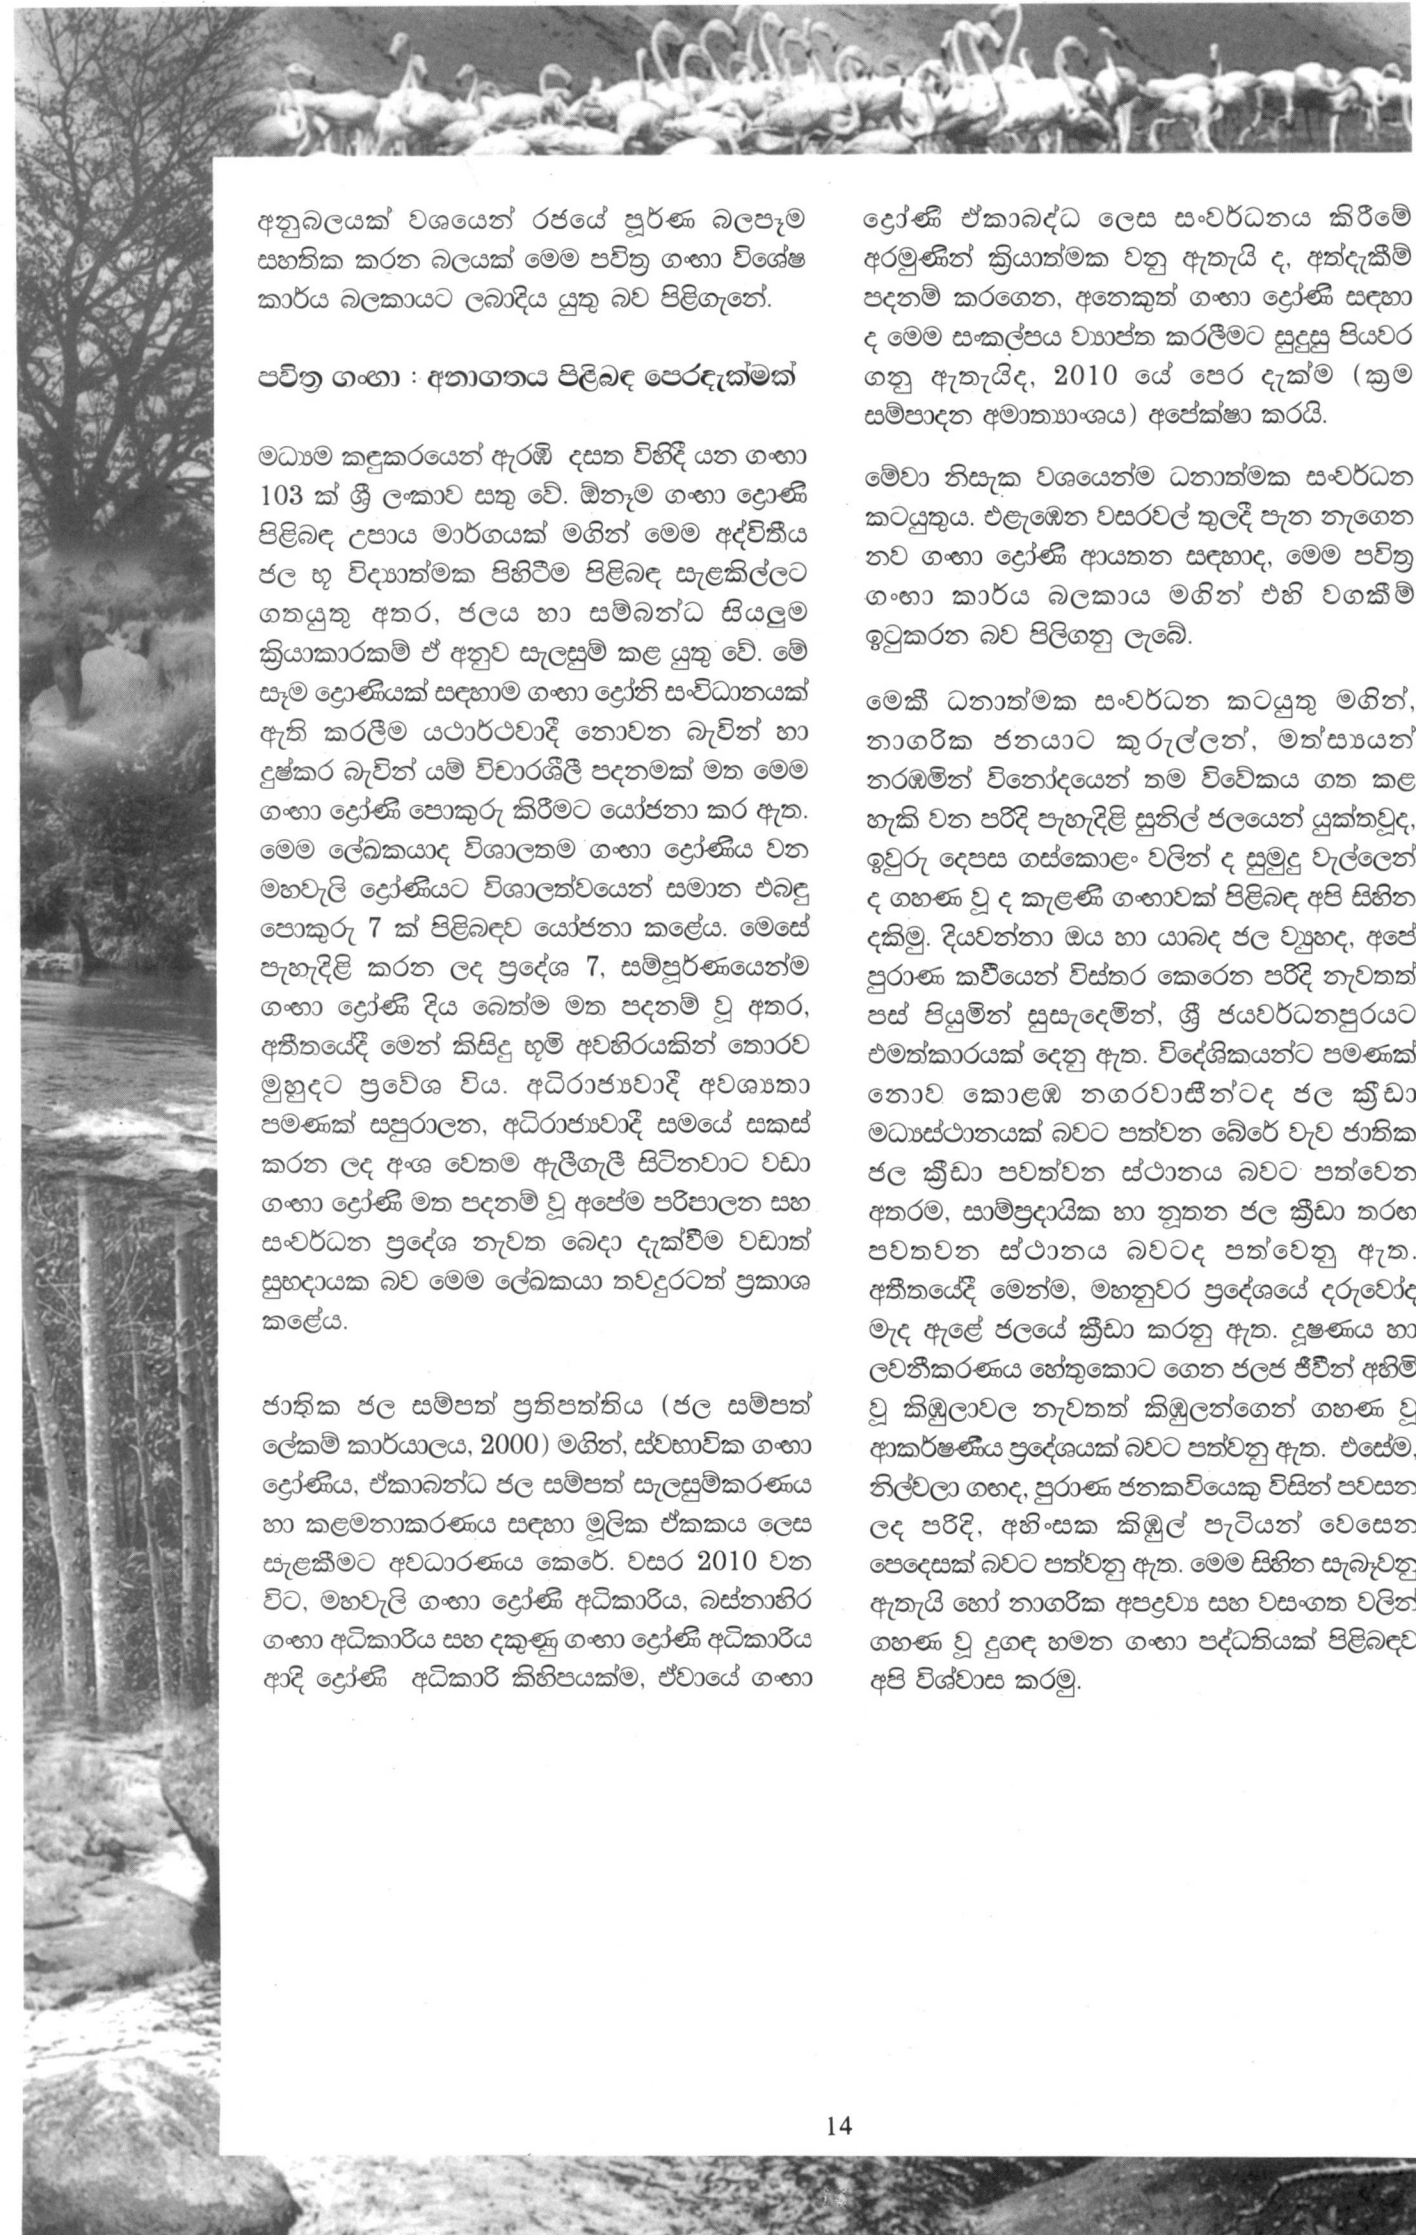 අනුබලයක් වශයෙන් රජයේ පූර්ණ බලපෑම
සහතික කරන බලයක් මෙම පවිත්‍ර ගංඟා විශේෂ
කාර්ය බලකායට ලබාදිය යුතු බව පිළිගැනේ.
පවිත්‍ර ගංඟා : අනාගතය පිළිබඳ පෙරදැක්මක්
මධ්‍යම කඳුකරයෙන් ඇරඹි දසත විහිදී යන ගංඟා
103 ක් ශ්‍රී ලංකාව සතු වේ. ඕනෑම ගංඟා ද්‍රොණි
පිළිබඳ උපාය මාර්ගයක් මගින් මෙම අද්විතීය
ජල භූ විද්‍යාත්මක පිහිටීම පිළිබඳ සැළකිල්ලට
ගතයුතු අතර, ජලය හා සම්බන්ධ සියලුම
ක්‍රියාකාරකම් ඒ අනුව සැලසුම් කළ යුතු වේ. මේ
සෑම ද්‍රොණියක් සඳහාම ගංඟා ද්‍රෝනි සංවිධානයක්
ඇති කරලීම යථාර්ථවාදී නොවන බැවින් හා
දුෂ්කර බැවින් යම් විචාරශීලී පදනමක් මත මෙම
ගංඟා ද්‍රෝණි පොකුරු කිරීමට යෝජනා කර ඇත.
මෙම ලේඛකයාද විශාලතම ගංඟා ද්‍රෝණිය වන
මහවැලි ද්‍රෝණියට විශාලත්වයෙන් සමාන එබඳු
පොකුරු 7 ක් පිළිබඳව යෝජනා කළේය. මෙසේ
පැහැදිළි කරන ලද ප්‍රදේශ 7, සම්පූර්ණයෙන්ම
ගංඟා ද්‍රෝණි දිය බෙත්ම මත පදනම් වූ අතර,
අතීතයේදී මෙන් කිසිදු භූමි අවහිරයකින් තොරව
මුහුදට ප්‍රවේශ විය. අධිරාජ්‍යවාදී අවශ්‍යතා
පමණක් සපුරාලන, අධිරාජ්‍යවාදී සමයේ සකස්
කරන ලද අංශ වෙතම ඇලීගැලී සිටිනවාට වඩා
ගංඟා ද්‍රෝණි මත පදනම් වූ අපේම පරිපාලන සහ
සංවර්ධන ප්‍රදේශ නැවත බෙදා දැක්වීම වඩාත්
සුභදායක බව මෙම ලේඛකයා තවදුරටත් ප්‍රකාශ
කළේය.
ජාතික ජල සම්පත් ප්‍රතිපත්තිය (ජල සම්පත්
ලේකම් කාර්යාලය, 2000) මගින්, ස්වභාවික ගංඟා
ද්‍රෝණිය, ඒකාබන්ධ ජල සම්පත් සැලසුම්කරණය
හා කළමනාකරණය සඳහා මූලික ඒකකය ලෙස
සැළකීමට අවධාරණය කෙරේ. වසර 2010 වන
විට, මහවැලි ගංඟා ද්‍රෝණි අධිකාරිය, බස්නාහිර
ගංඟා අධිකාරිය සහ දකුණු ගංඟා ද්‍රෝණි අධිකාරිය
ආදි ද්‍රෝණි අධිකාරි කිහිපයක්ම, ඒවායේ ගංඟා
ද්‍රෝණි ඒකාබද්ධ ලෙස සංවර්ධනය කිරීමේ
අරමුණින් ක්‍රියාත්මක වනු ඇතැයි ද, අත්දැකීම්
පදනම් කරගෙන, අනෙකුත් ගංඟා ද්‍රෝණි සඳහා
ද මෙම සංකල්පය ව්‍යාප්ත කරලීමට සුදුසු පියවර
ගනු ඇතැයිද, 2010 යේ පෙර දැක්ම (ක්‍රම
සම්පාදන අමාත්‍යාංශය) අපේක්ෂා කරයි.
මේවා නිසැක වශයෙන්ම ධනාත්මක සංවර්ධන
කටයුතුය. එළැඹෙන වසරවල් තුලදී පැන නැගෙන
නව ගංඟා ද්‍රෝණි ආයතන සඳහාද, මෙම පවිත්‍ර
ගංඟා කාර්ය බලකාය මගින් එහි වගකීම්
ඉටුකරන බව පිලිගනු ලැබේ.
මෙකී ධනාත්මක සංවර්ධන කටයුතු මගින්,
නාගරික ජනයාට කුරුල්ලන්, මත්ස්‍යයන්
නරඹමින් විනෝදයෙන් තම විවේකය ගත කළ
හැකි වන පරිදි පැහැදිළි සුනිල් ජලයෙන් යුක්තවූද,
ඉවුරු දෙපස ගස්කොළං වලින් ද සුමුදු වැල්ලෙන්
ද ගහණ වූ ද කැළණි ගංඟාවක් පිළිබඳ අපි සිහින
දකිමු. දියවන්නා ඔය හා යාබද ජල ව්‍යුහද, අපේ
පුරාණ කවියෙන් විස්තර කෙරෙන පරිදි නැවතත්
පස් පියුමින් සුසැදෙමින්, ශ්‍රී ජයවර්ධනපුරයට
එමත්කාරයක් දෙනු ඇත. විදේශිකයන්ට පමණක්
නොව කොළඹ නගරවාසීන්ටද ජල ක්‍රීඩා
මධ්‍යස්ථානයක් බවට පත්වන බේරේ වැව ජාතික
ජල ක්‍රීඩා පවත්වන ස්ථානය බවට පත්වෙන
අතරම, සාම්ප්‍රදායික හා නූතන ජල ක්‍රීඩා තරඟ
පවතවන ස්ථානය බවටද පත්වෙනු ඇත.
අතීතයේදී මෙන්ම, මහනුවර ප්‍රදේශයේ දරුවෝද
මැද ඇළේ ජලයේ ක්‍රීඩා කරනු ඇත. දූෂණය හා
ලවනීකරණය හේතුකොට ගෙන ජලජ ජීවීන් අහිමි
වූ කිඹුලාවල නැවතත් කිඹුලන්ගෙන් ගහණ වූ
ආකර්ෂණීය ප්‍රදේශයක් බවට පත්වනු ඇත. එසේම,
නිල්වලා ගඟද, පුරාණ ජනකවියෙකු විසින් පවසන
ලද පරිදි, අහිංසක කිඹුල් පැටියන් වෙසෙන
පෙදෙසක් බවට පත්වනු ඇත. මෙම සිහින සැබෑවනු
ඇතැයි හෝ නාගරික අපද්‍රව්‍ය සහ වසංගත වලින්
ගහණ වූ දුගඳ හමන ගංඟා පද්ධතියක් පිළිබඳව
අපි විශ්වාස කරමු.
14